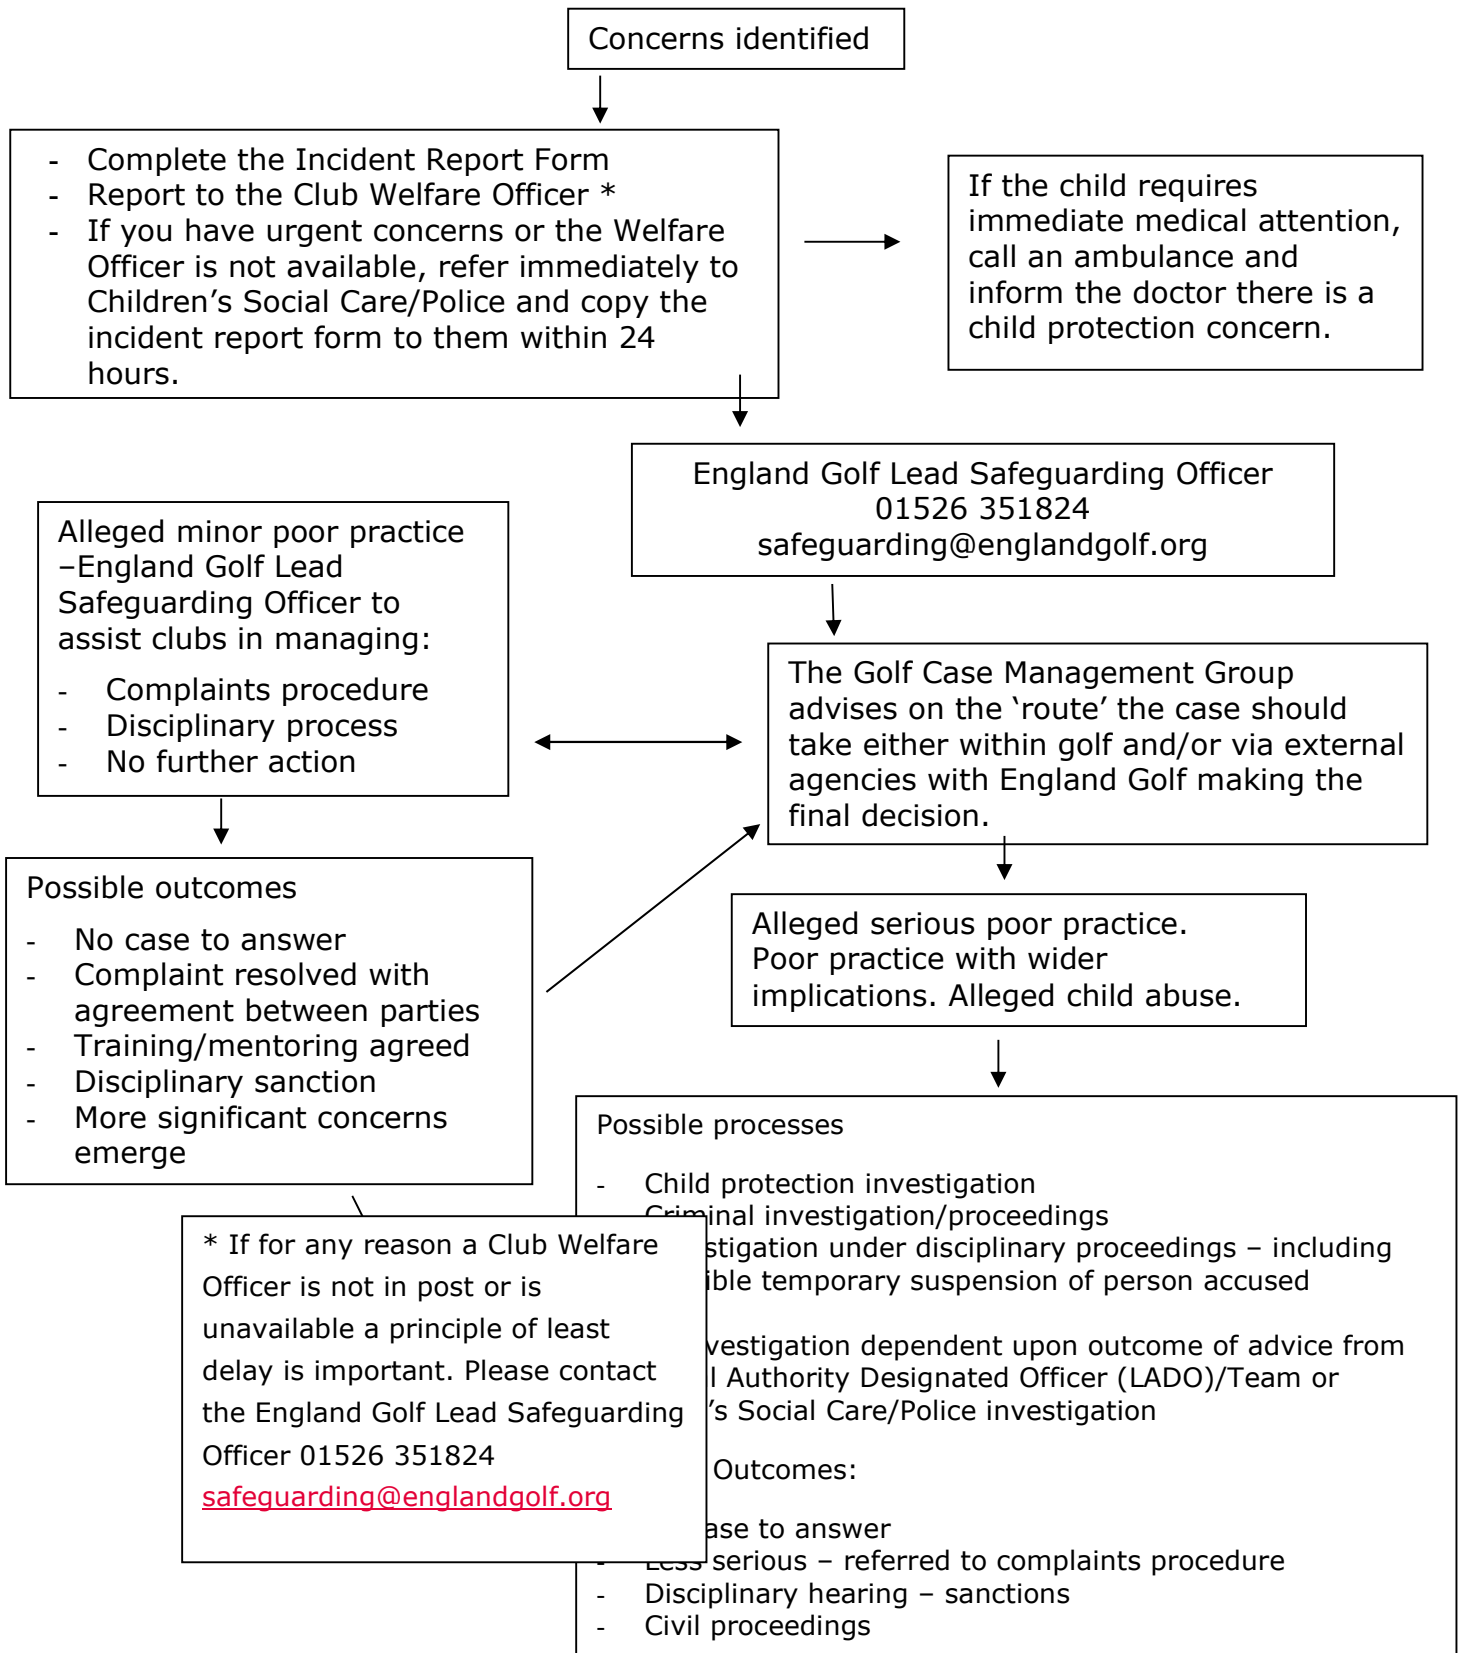 Concerns identified
- Complete the Incident Report Form
- Report to the Club Welfare Officer *
- If you have urgent concerns or the Welfare
Officer is not available, refer immediately to
Children’s Social Care/Police and copy the
incident report form to them within 24
hours.
If the child requires
immediate medical attention,
call an ambulance and
inform the doctor there is a
child protection concern.
England Golf Lead Safeguarding Officer
01526 351824
safeguarding@englandgolf.org
Alleged minor poor practice
–England Golf Lead
Safeguarding Officer to
assist clubs in managing:
- Complaints procedure
- Disciplinary process
- No further action
The Golf Case Management Group
advises on the ‘route’ the case should
take either within golf and/or via external
agencies with England Golf making the
final decision.
Possible outcomes
- No case to answer
- Complaint resolved with
agreement between parties
- Training/mentoring agreed
- Disciplinary sanction
- More significant concerns
emerge
Alleged serious poor practice.
Poor practice with wider
implications. Alleged child abuse.
Possible processes
- Child protection investigation
Criminal investigation/proceedings
under disciplinary proceedings – including
temporary suspension of person accused
dependent upon outcome of advice from
Authority Designated Officer (LADO)/Team or
Social Care/Police investigation
Outcomes:
to answer
- Less serious – referred to complaints procedure
- Disciplinary hearing – sanctions
- Civil proceedings
* If for any reason a Club Welfare
Officer is not in post or is
unavailable a principle of least
delay is important. Please contact
the England Golf Lead Safeguarding
Officer 01526 351824
safeguarding@englandgolf.org